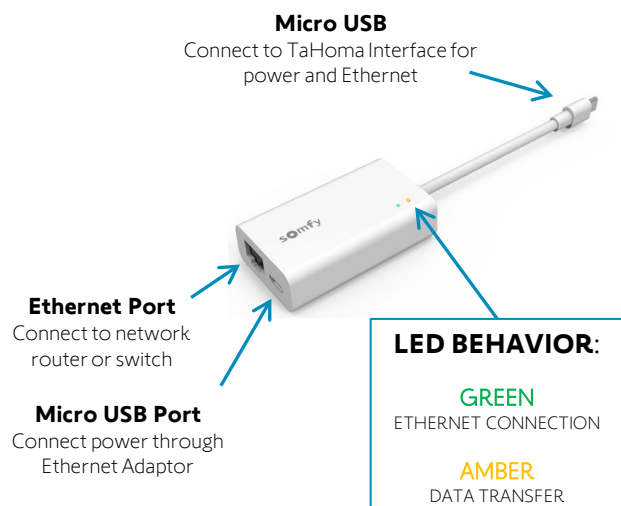 Micro USB
Connect to TaHoma Interface for
power and Ethernet
somfy
Ethernet Port
Connect to network
router or switch
Micro USB Port
Connect power through
Ethernet Adaptor
LED BEHAVIOR:
GREEN
ETHERNET CONNECTION
AMBER
DATA TRANSFER